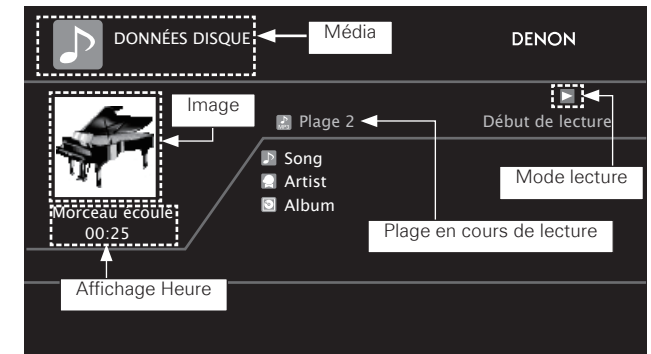 DONNÉES DISQUE
Média
DENON
Image
Plage 2
Début de lecture
Song
Artist
Album
Mode lecture
Morceau écoulé
00:25
Plage en cours de lecture
Affichage Heure